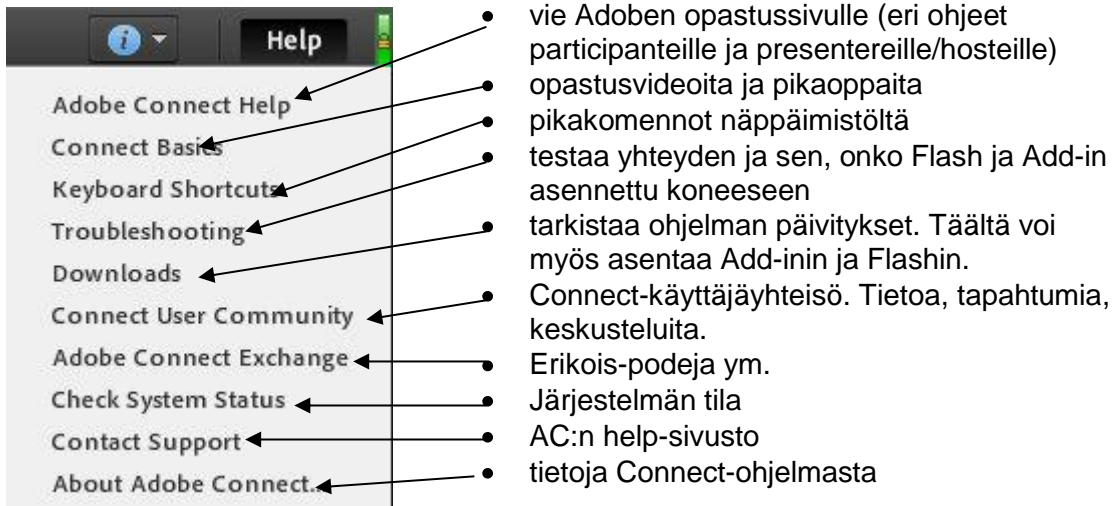 Help
Adobe Connect Help
Connect Basics
Keyboard Shortcuts
Troubleshooting
Downloads
Connect User Community
Adobe Connect Exchange
Check System Status
Contact Support
About Adobe Connect...
• vie Adoben opastussivulle (eri ohjeet
participanteille ja presentereille/hosteille)
• opastusvideoita ja pikaoppaita
• pikakomennot näppäimistöltä
• testaa yhteyden ja sen, onko Flash ja Add-in
asennettu koneeseen
• tarkistaa ohjelman päivitykset. Täältä voi
myös asentaa Add-inin ja Flashin.
• Connect-käyttäjäyhteisö. Tietoa, tapahtumia,
keskusteluita.
• Erikois-podeja ym.
• Järjestelmän tila
• AC:n help-sivusto
• tietoja Connect-ohjelmasta